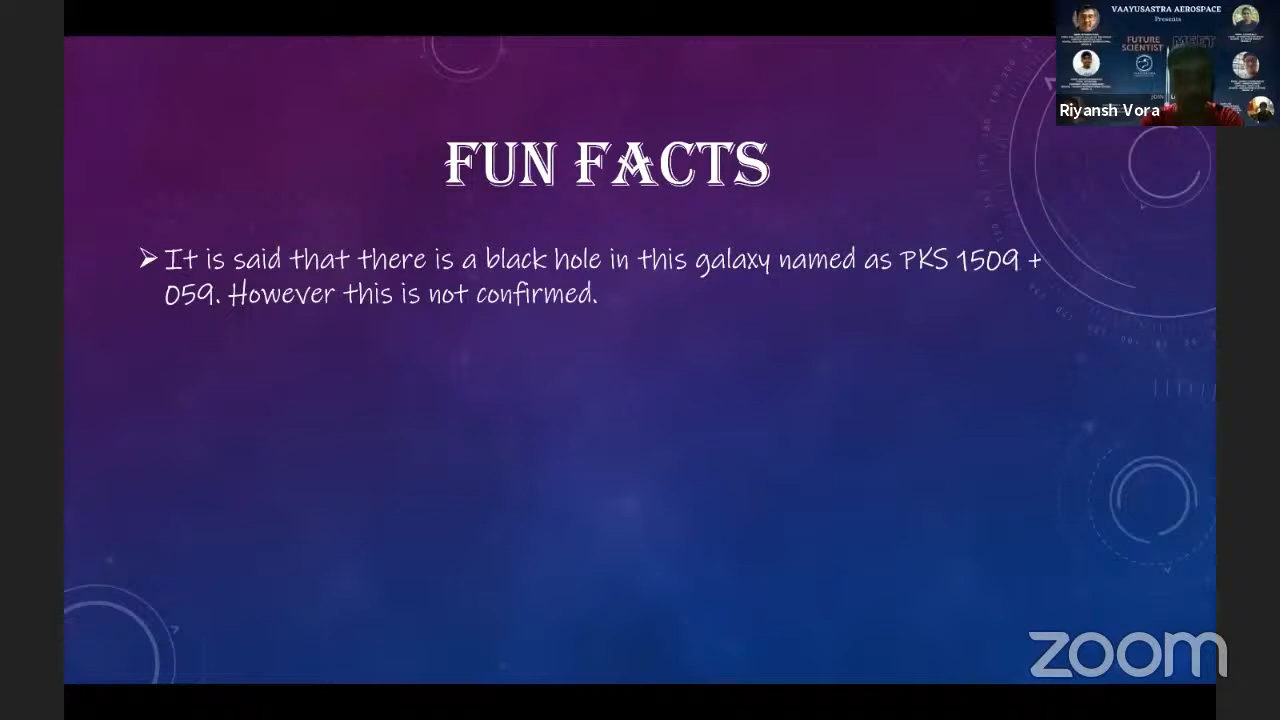 VAAYUSASTRA AEROSPACE
Presents
FUTURE
SCIENTIST MEET
JOIN
Riyansh Vora
FUN FACTS
It is said that there is a black hole in this galaxy named as PKS 1509 +
059. However this is not confirmed.
zoom